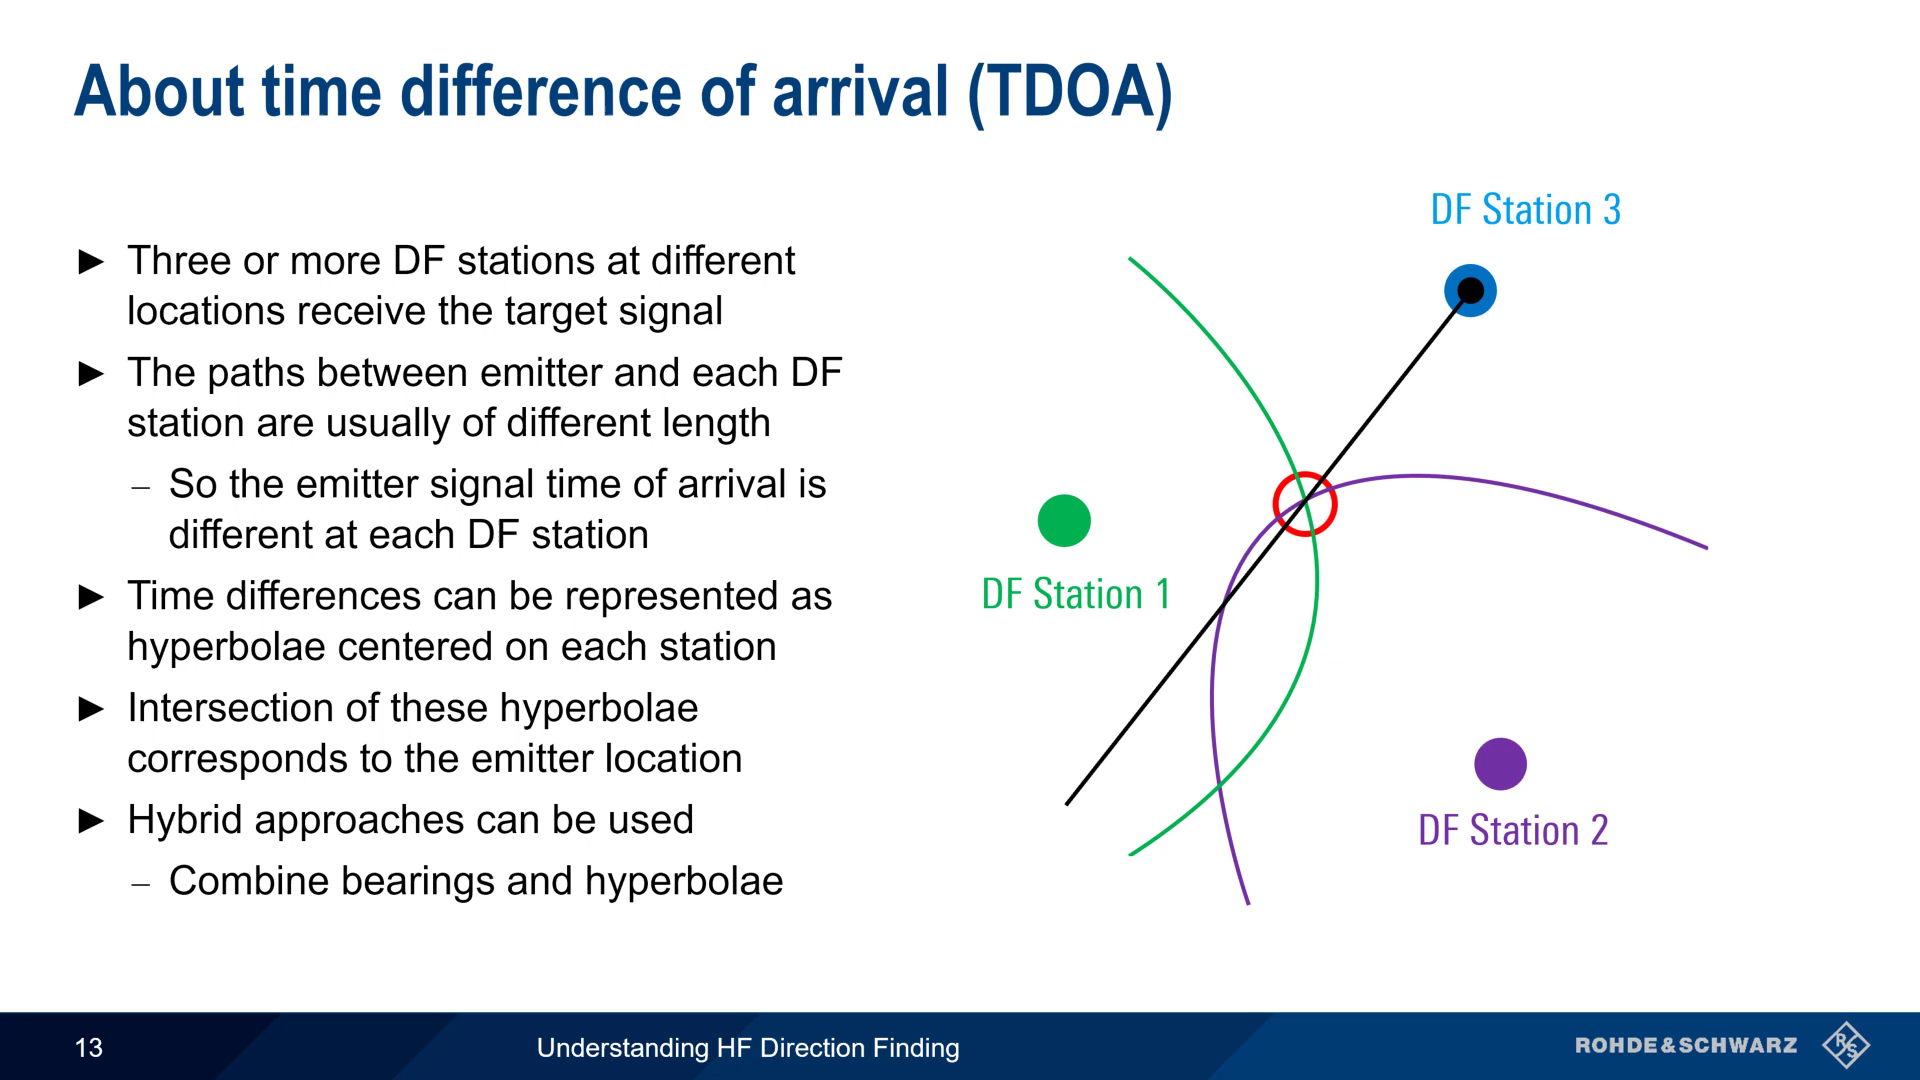 About time difference of arrival (TDOA)
► Three or more DF stations at different
locations receive the target signal
► The paths between emitter and each DF
station are usually of different length
– So the emitter signal time of arrival is
different at each DF station
► Time differences can be represented as
hyperbolae centered on each station
► Intersection of these hyperbolae
corresponds to the emitter location
► Hybrid approaches can be used
– Combine bearings and hyperbolae
DF Station 3
DF Station 1
DF Station 2
13
Understanding HF Direction Finding
ROHDE&SCHWARZ
R&S